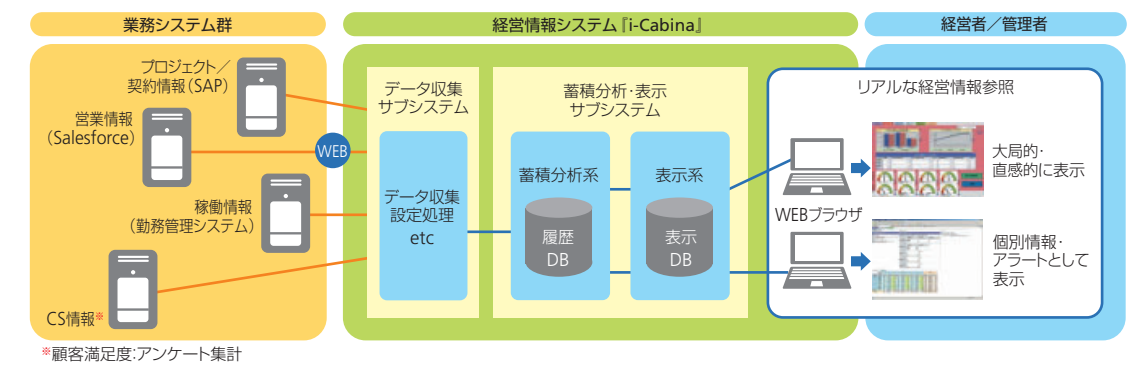 業務システム群
経営情報システム『i-Cabina』
経営者／管理者
プロジェクト／
契約情報（SAP）
営業情報
（Salesforce）
WEB
稼働情報
（勤務管理システム）
CS情報※
※顧客満足度：アンケート集計
データ収集
サブシステム
データ収集
設定処理
etc
蓄積分析・表示
サブシステム
蓄積分析系
履歴
DB
表示系
表示
DB
リアルな経営情報参照
大局的・
直感的に表示
WEBブラウザ
個別情報・
アラートとして
表示